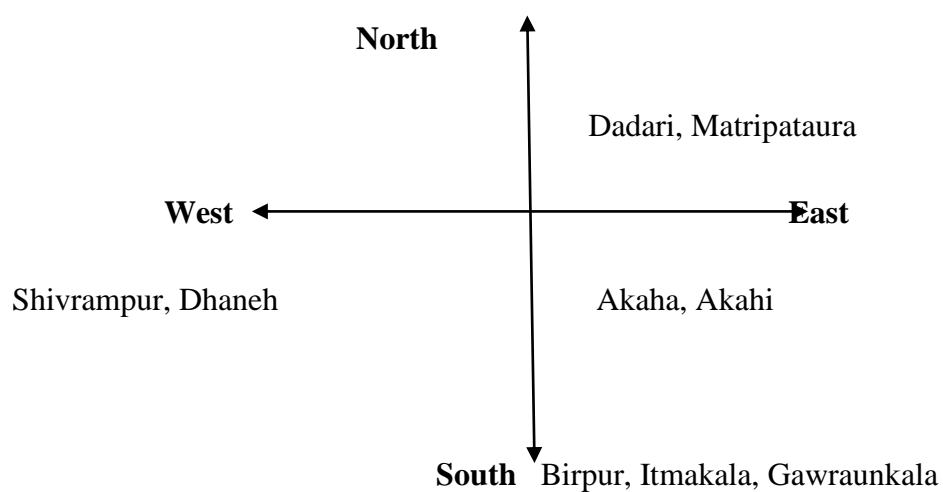 North
Dadari, Matripataura
West East
Shivrampur, Dhaneh Akaha, Akahi
South Birpur, Itmakala, Gawraunkala